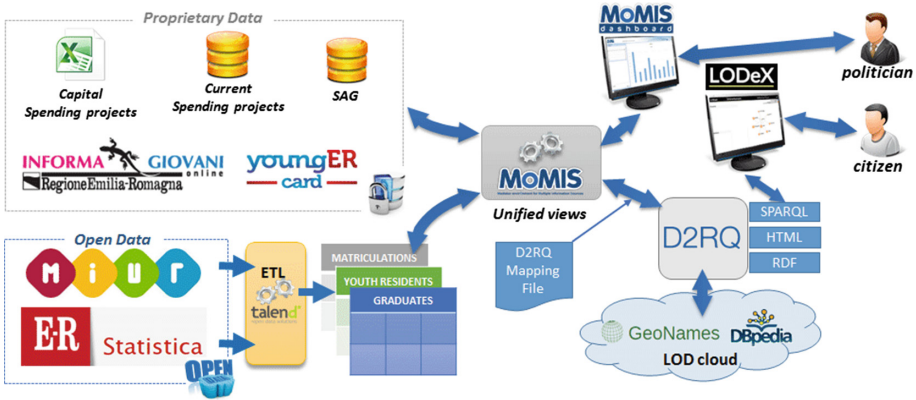 Proprietary Data
Capital
Spending projects
Current
Spending projects
SAG
INFORMA GIOVANI
online
RegioneEmilia-Romagna
youngER
card
Open Data
Miur
E·R
Statistica
OPEN
ETL
talend
MATRICULATIONS
YOUTH RESIDENTS
GRADUATES
MOMIS
Unified views
D2RQ
Mapping
File
MOMIS
dashboard
LODeX
politician
citizen
D2RQ
SPARQL
HTML
RDF
GeoNames
DBpedia
LOD cloud